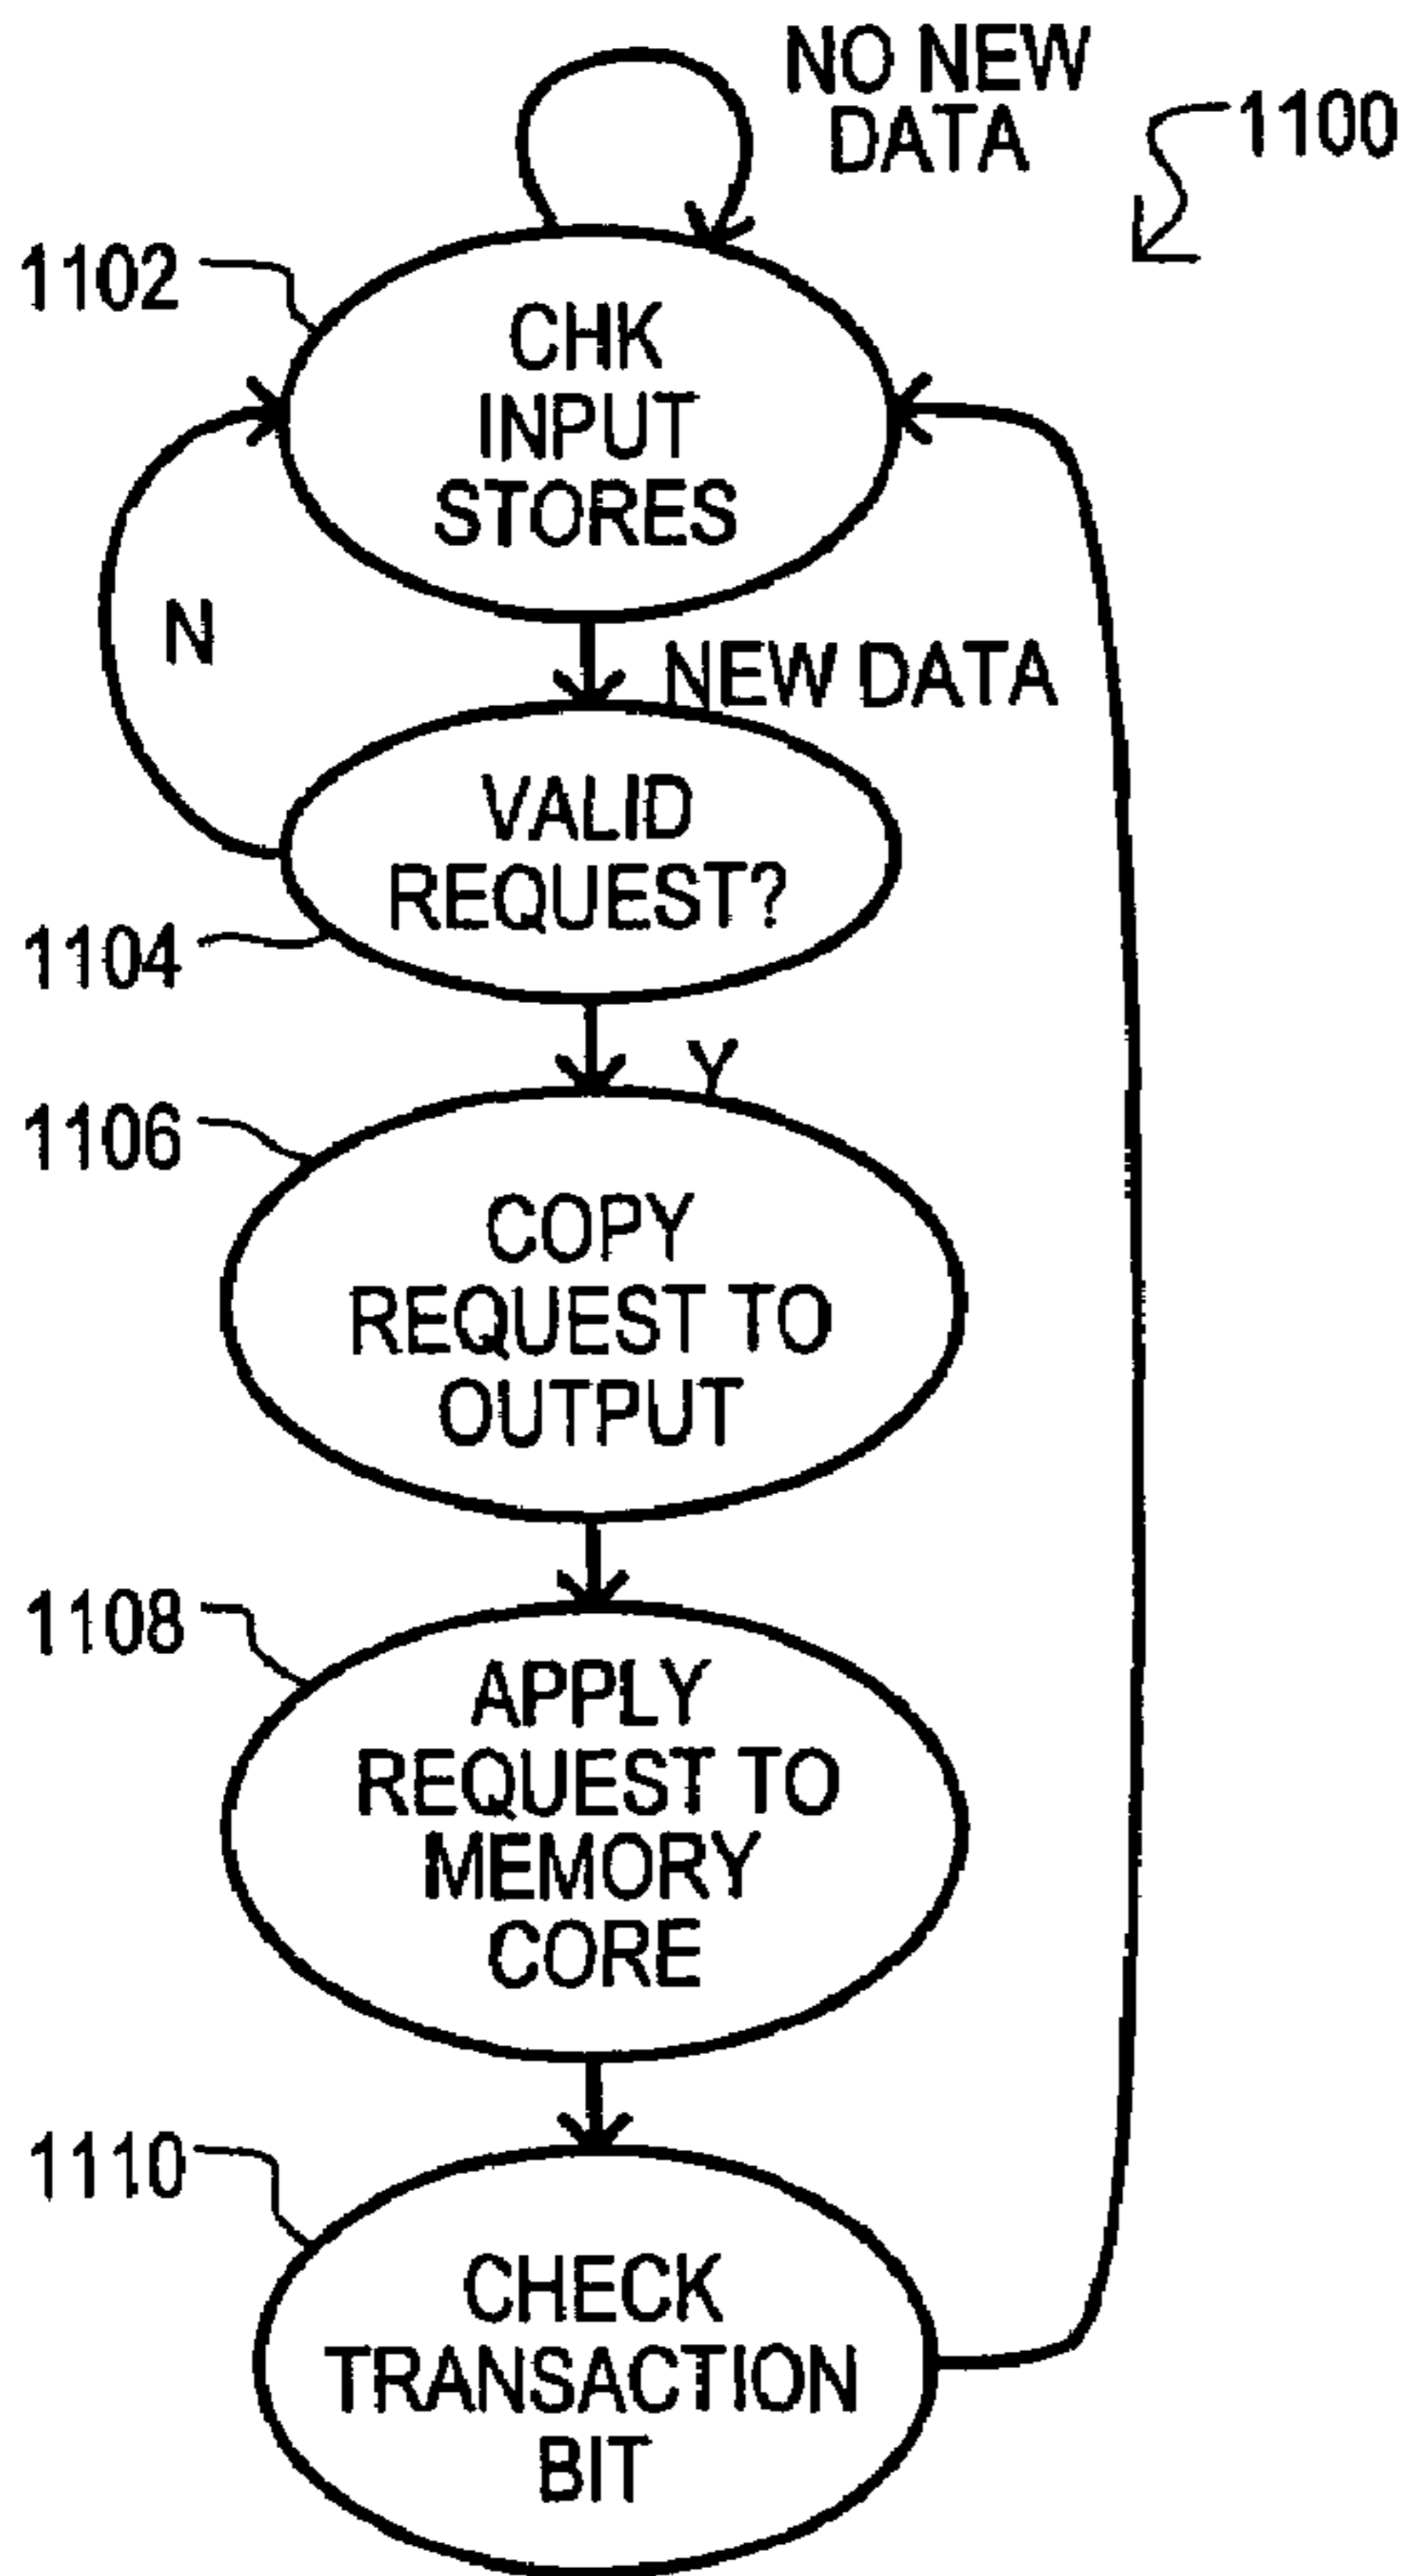 NO NEW
DATA
1100
1102
CHK
INPUT
STORES
N
NEW DATA
VALID
REQUEST?
1104
Y
1106
COPY
REQUEST TO
OUTPUT
1108
APPLY
REQUEST TO
MEMORY
CORE
1110
CHECK
TRANSACTION
BIT